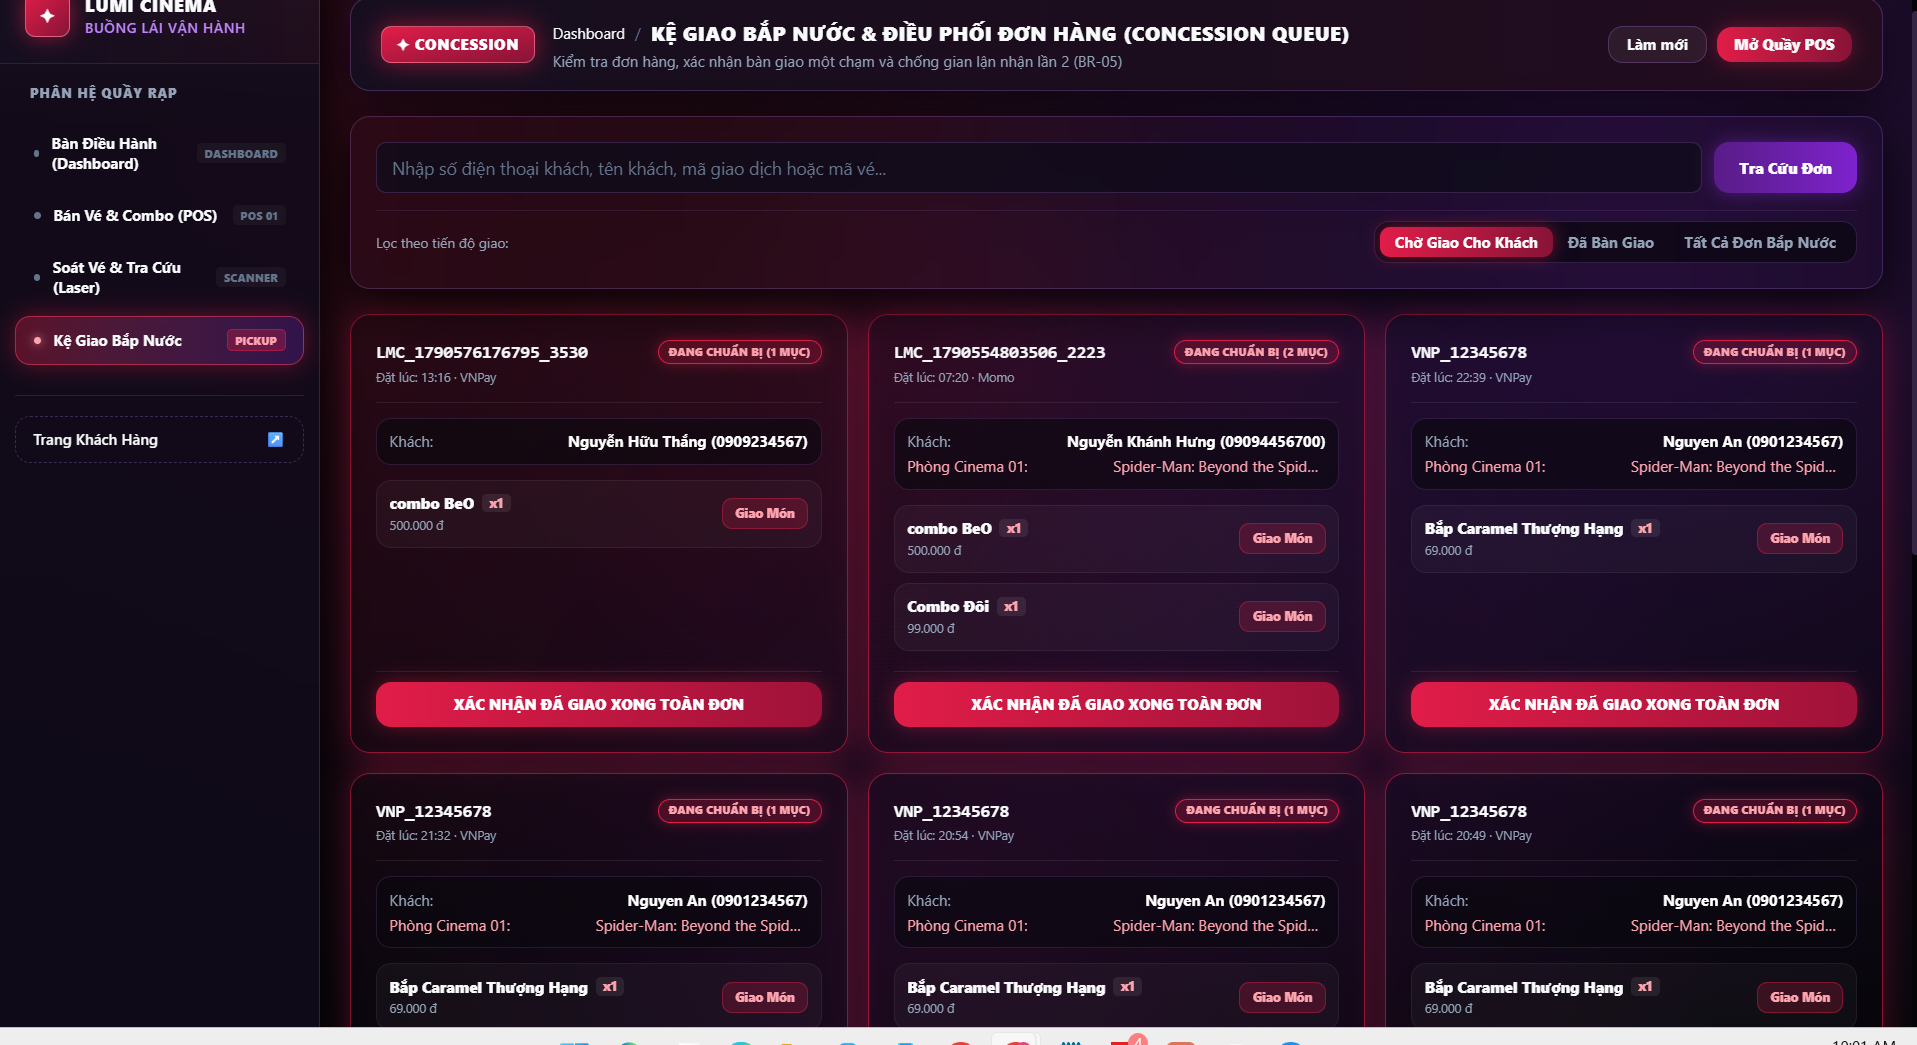 LUMI CINEMA
BUỒNG LÁI VẬN HÀNH
PHÂN HỆ QUẦY RẠP
Bàn Điều Hành
(Dashboard)
DASHBOARD
Bán Vé & Combo (POS)
POS 01
Soát Vé & Tra Cứu
(Laser)
SCANNER
Kệ Giao Bắp Nước
PICKUP
Trang Khách Hàng
✦ CONCESSION
Dashboard / KỆ GIAO BẮP NƯỚC & ĐIỀU PHỐI ĐƠN HÀNG (CONCESSION QUEUE)
Kiểm tra đơn hàng, xác nhận bàn giao một chạm và chống gian lận nhận lần 2 (BR-05)
Làm mới
Mở Quầy POS
Nhập số điện thoại khách, tên khách, mã giao dịch hoặc mã vé...
Tra Cứu Đơn
Lọc theo tiến độ giao:
Chờ Giao Cho Khách
Đã Bàn Giao
Tất Cả Đơn Bắp Nước
LMC_1790576176795_3530
ĐANG CHUẨN BỊ (1 MỤC)
Đặt lúc: 13:16 · VNPay
Khách: Nguyễn Hữu Thắng (0909234567)
combo BeO x1
500.000 đ
Giao Món
XÁC NHẬN ĐÃ GIAO XONG TOÀN ĐƠN
LMC_1790554803506_2223
ĐANG CHUẨN BỊ (2 MỤC)
Đặt lúc: 07:20 · Momo
Khách: Nguyễn Khánh Hưng (09094456700)
Phòng Cinema 01: Spider-Man: Beyond the Spid...
combo BeO x1
500.000 đ
Giao Món
Combo Đôi x1
99.000 đ
Giao Món
XÁC NHẬN ĐÃ GIAO XONG TOÀN ĐƠN
VNP_12345678
ĐANG CHUẨN BỊ (1 MỤC)
Đặt lúc: 22:39 · VNPay
Khách: Nguyen An (0901234567)
Phòng Cinema 01: Spider-Man: Beyond the Spid...
Bắp Caramel Thượng Hạng x1
69.000 đ
Giao Món
XÁC NHẬN ĐÃ GIAO XONG TOÀN ĐƠN
VNP_12345678
ĐANG CHUẨN BỊ (1 MỤC)
Đặt lúc: 21:32 · VNPay
Khách: Nguyen An (0901234567)
Phòng Cinema 01: Spider-Man: Beyond the Spid...
Bắp Caramel Thượng Hạng x1
69.000 đ
Giao Món
VNP_12345678
ĐANG CHUẨN BỊ (1 MỤC)
Đặt lúc: 20:54 · VNPay
Khách: Nguyen An (0901234567)
Phòng Cinema 01: Spider-Man: Beyond the Spid...
Bắp Caramel Thượng Hạng x1
69.000 đ
Giao Món
VNP_12345678
ĐANG CHUẨN BỊ (1 MỤC)
Đặt lúc: 20:49 · VNPay
Khách: Nguyen An (0901234567)
Phòng Cinema 01: Spider-Man: Beyond the Spid...
Bắp Caramel Thượng Hạng x1
69.000 đ
Giao Món
4
10:01 AM